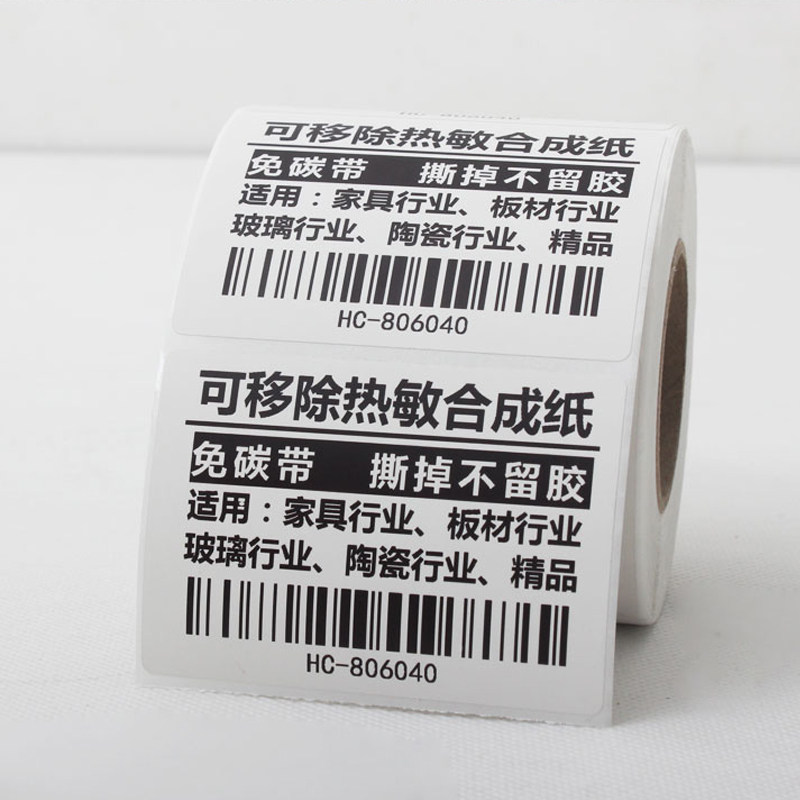 可移除热敏合成纸
免碳带 撕掉不留胶
适用：家具行业、板材行业
玻璃行业、陶瓷行业、精品
HC-806040
可移除热敏合成纸
免碳带 撕掉不留胶
适用：家具行业、板材行业
玻璃行业、陶瓷行业、精品
HC-806040